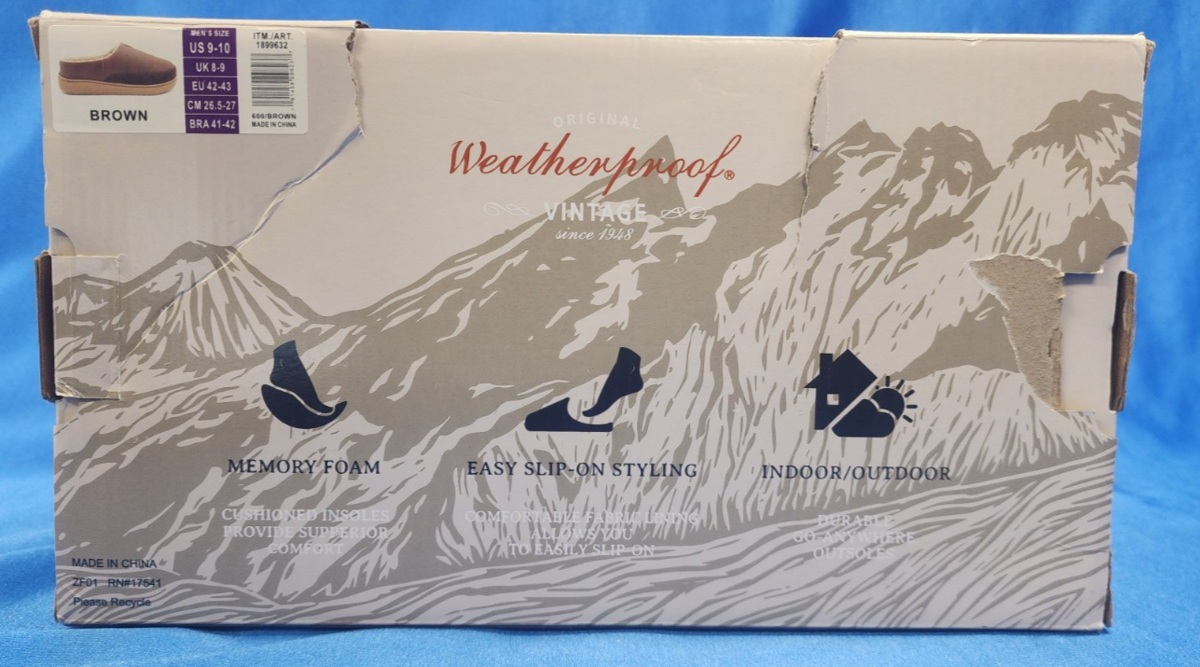 MEN'S SIZE
US 9-10
UK 8-9
EU 42-43
CM 26.5-27
BRA 41-42
BROWN
ITM./ART.
1899632
600/BROWN
MADE IN CHINA
ORIGINAL
Weatherproof®
VINTAGE
since 1948
MEMORY FOAM
CUSHIONED INSOLES
PROVIDE SUPPERIOR
COMFORT
EASY SLIP-ON STYLING
COMFORTABLE FABRIC LINING
ALLOWS YOU
TO EASILY SLIP-ON
INDOOR/OUTDOOR
DURABLE
GO-ANYWHERE
OUTSOLES
MADE IN CHINA
ZF01 RN#17541
Please Recycle